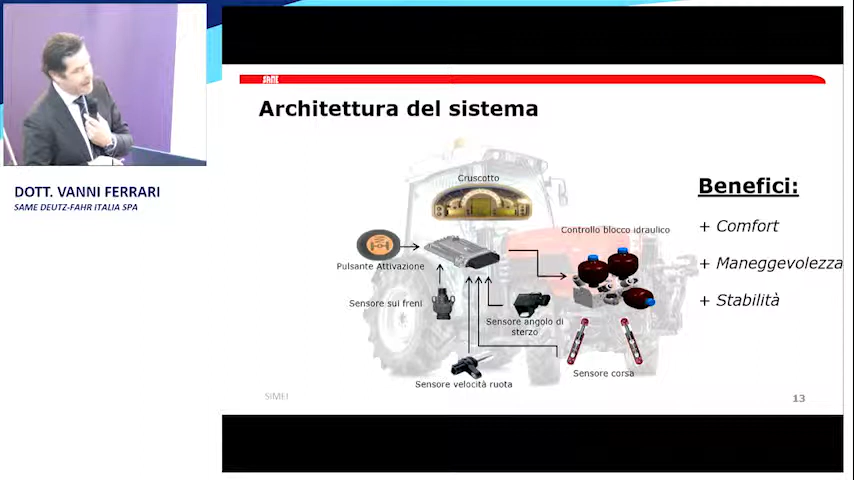 DOTT. VANNI FERRARI
SAME DEUTZ-FAHR ITALIA SPA
SAME
Architettura del sistema
Cruscotto
Controllo blocco idraulico
Pulsante Attivazione
Sensore sui freni
Sensore angolo di
sterzo
Sensore velocità ruota
Sensore corsa
Benefici:
+ Comfort
+ Maneggevolezza
+ Stabilità
SIMEI
13